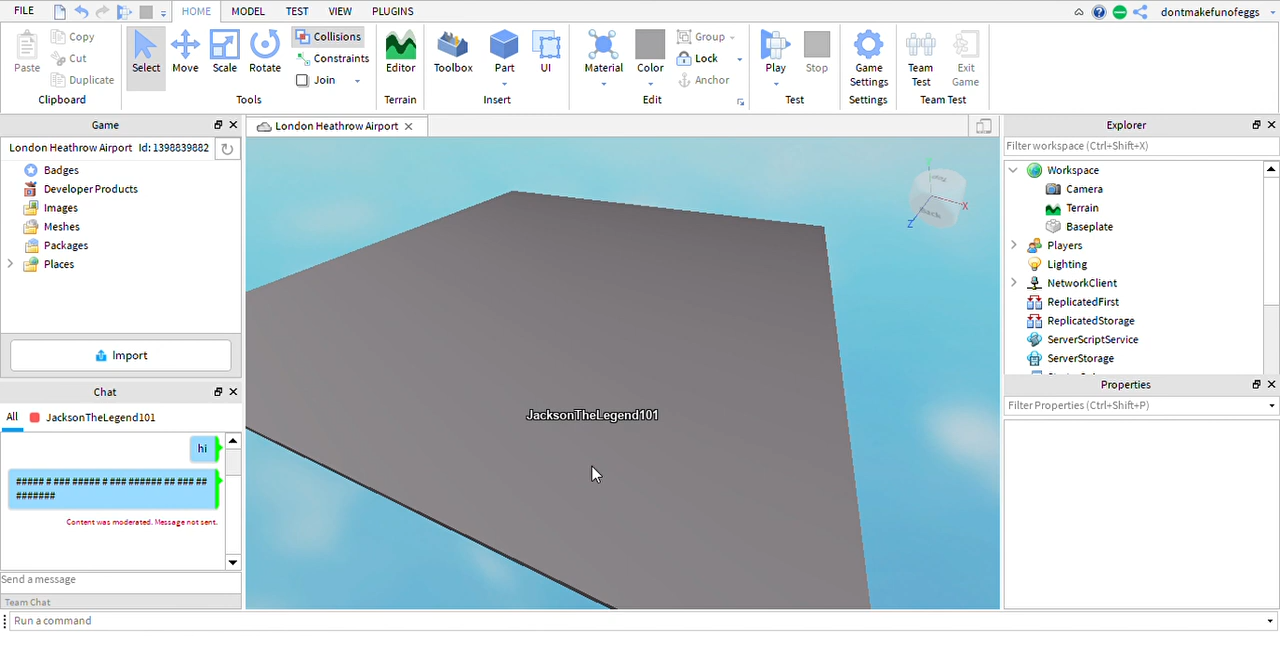 FILE HOME MODEL TEST VIEW PLUGINS dontmakefunofeggs
Paste Copy Cut Duplicate Clipboard
Select Move Scale Rotate Collisions Constraints Join Tools
Editor Terrain
Toolbox Part UI Insert
Material Color Group Lock Anchor Edit
Play Stop Test
Game Settings Settings
Team Test Exit Game Team Test
Game
London Heathrow Airport Id: 1398839882
Badges
Developer Products
Images
Meshes
Packages
Places
Import
Chat
All JacksonTheLegend101
hi
##### # ### ##### # ### ###### ## ### ##
#######
Content was moderated. Message not sent.
Send a message
Team Chat
Run a command
London Heathrow Airport
X
Z
Back
JacksonTheLegend101
Explorer
Filter workspace (Ctrl+Shift+X)
Workspace
Camera
Terrain
Baseplate
Players
Lighting
NetworkClient
ReplicatedFirst
ReplicatedStorage
ServerScriptService
ServerStorage
Properties
Filter Properties (Ctrl+Shift+P)